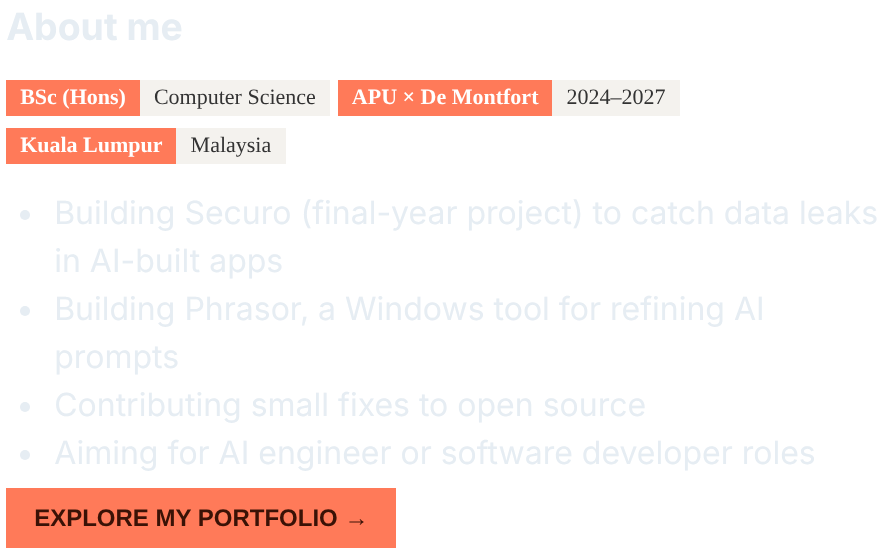 About me
BSc (Hons) Computer Science APU × De Montfort 2024–2027
Kuala Lumpur Malaysia
• Building Securo (final-year project) to catch data leaks
in AI-built apps
• Building Phrasor, a Windows tool for refining AI
prompts
• Contributing small fixes to open source
• Aiming for AI engineer or software developer roles
EXPLORE MY PORTFOLIO →